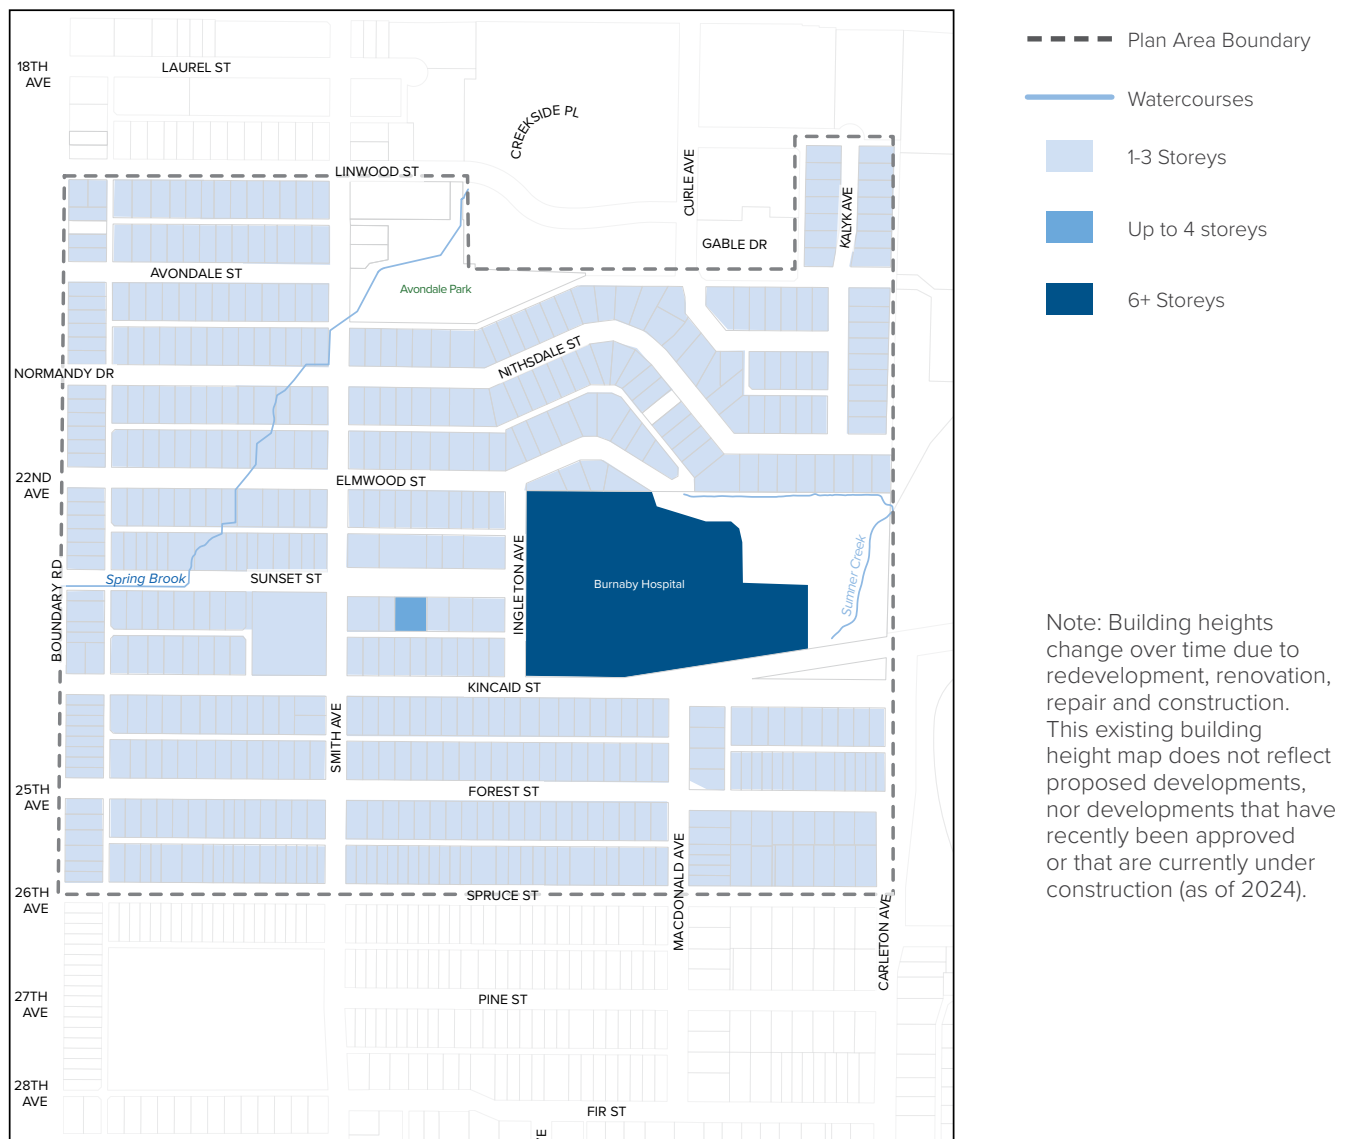 18TH
AVE
LAUREL ST
CREEKSIDE PL
LINWOOD ST
CURLE AVE
KALYK AVE
GABLE DR
AVONDALE ST
Avondale Park
NITHSDALE ST
NORMANDY DR
22ND
AVE
ELMWOOD ST
Spring Brook
SUNSET ST
BOUNDARY RD
INGLETON AVE
Burnaby Hospital
Sumner Creek
KINCAID ST
SMITH AVE
25TH
AVE
FOREST ST
MACDONALD AVE
26TH
AVE
SPRUCE ST
CARLETON AVE
27TH
AVE
PINE ST
28TH
AVE
FIR ST
VE
Plan Area Boundary
Watercourses
1-3 Storeys
Up to 4 storeys
6+ Storeys
Note: Building heights
change over time due to
redevelopment, renovation,
repair and construction.
This existing building
height map does not reflect
proposed developments,
nor developments that have
recently been approved
or that are currently under
construction (as of 2024).